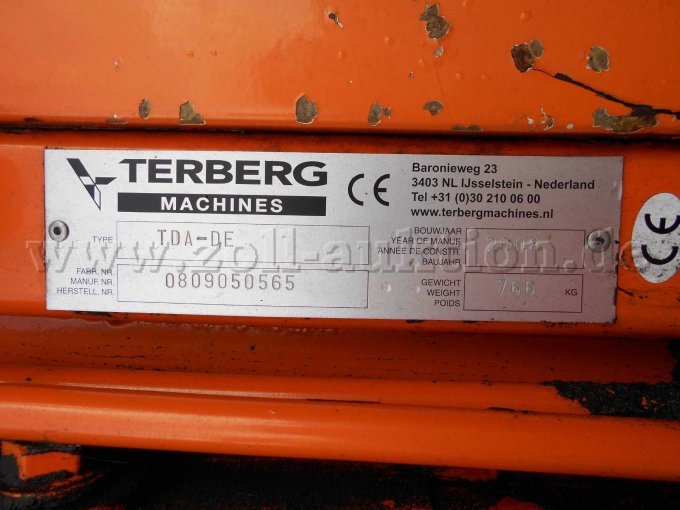 TERBERG
MACHINES
CE
Baronieweg 23
3403 NL IJsselstein - Nederland
Tel +31 (0)30 210 06 00
www.terbergmachines.nl
TYPE TDA-DE
BOUWJAAR
YEAR OF MANUF.
ANNÉE DE CONSTR.
BAUJAHR
FABR.NR.
MANUF.NR.
HERSTELL.NR.
0809050565
GEWICHT
WEIGHT
POIDS
766 KG
CE
www.zoll-auktion.de